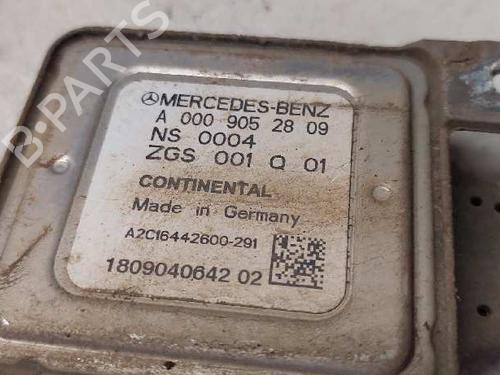 MERCEDES-BENZ
A 000 905 28 09
NS 0004
ZGS 001 Q 01
CONTINENTAL
Made in Germany
A2C16442600-291
1809040642 02
B-PARTS